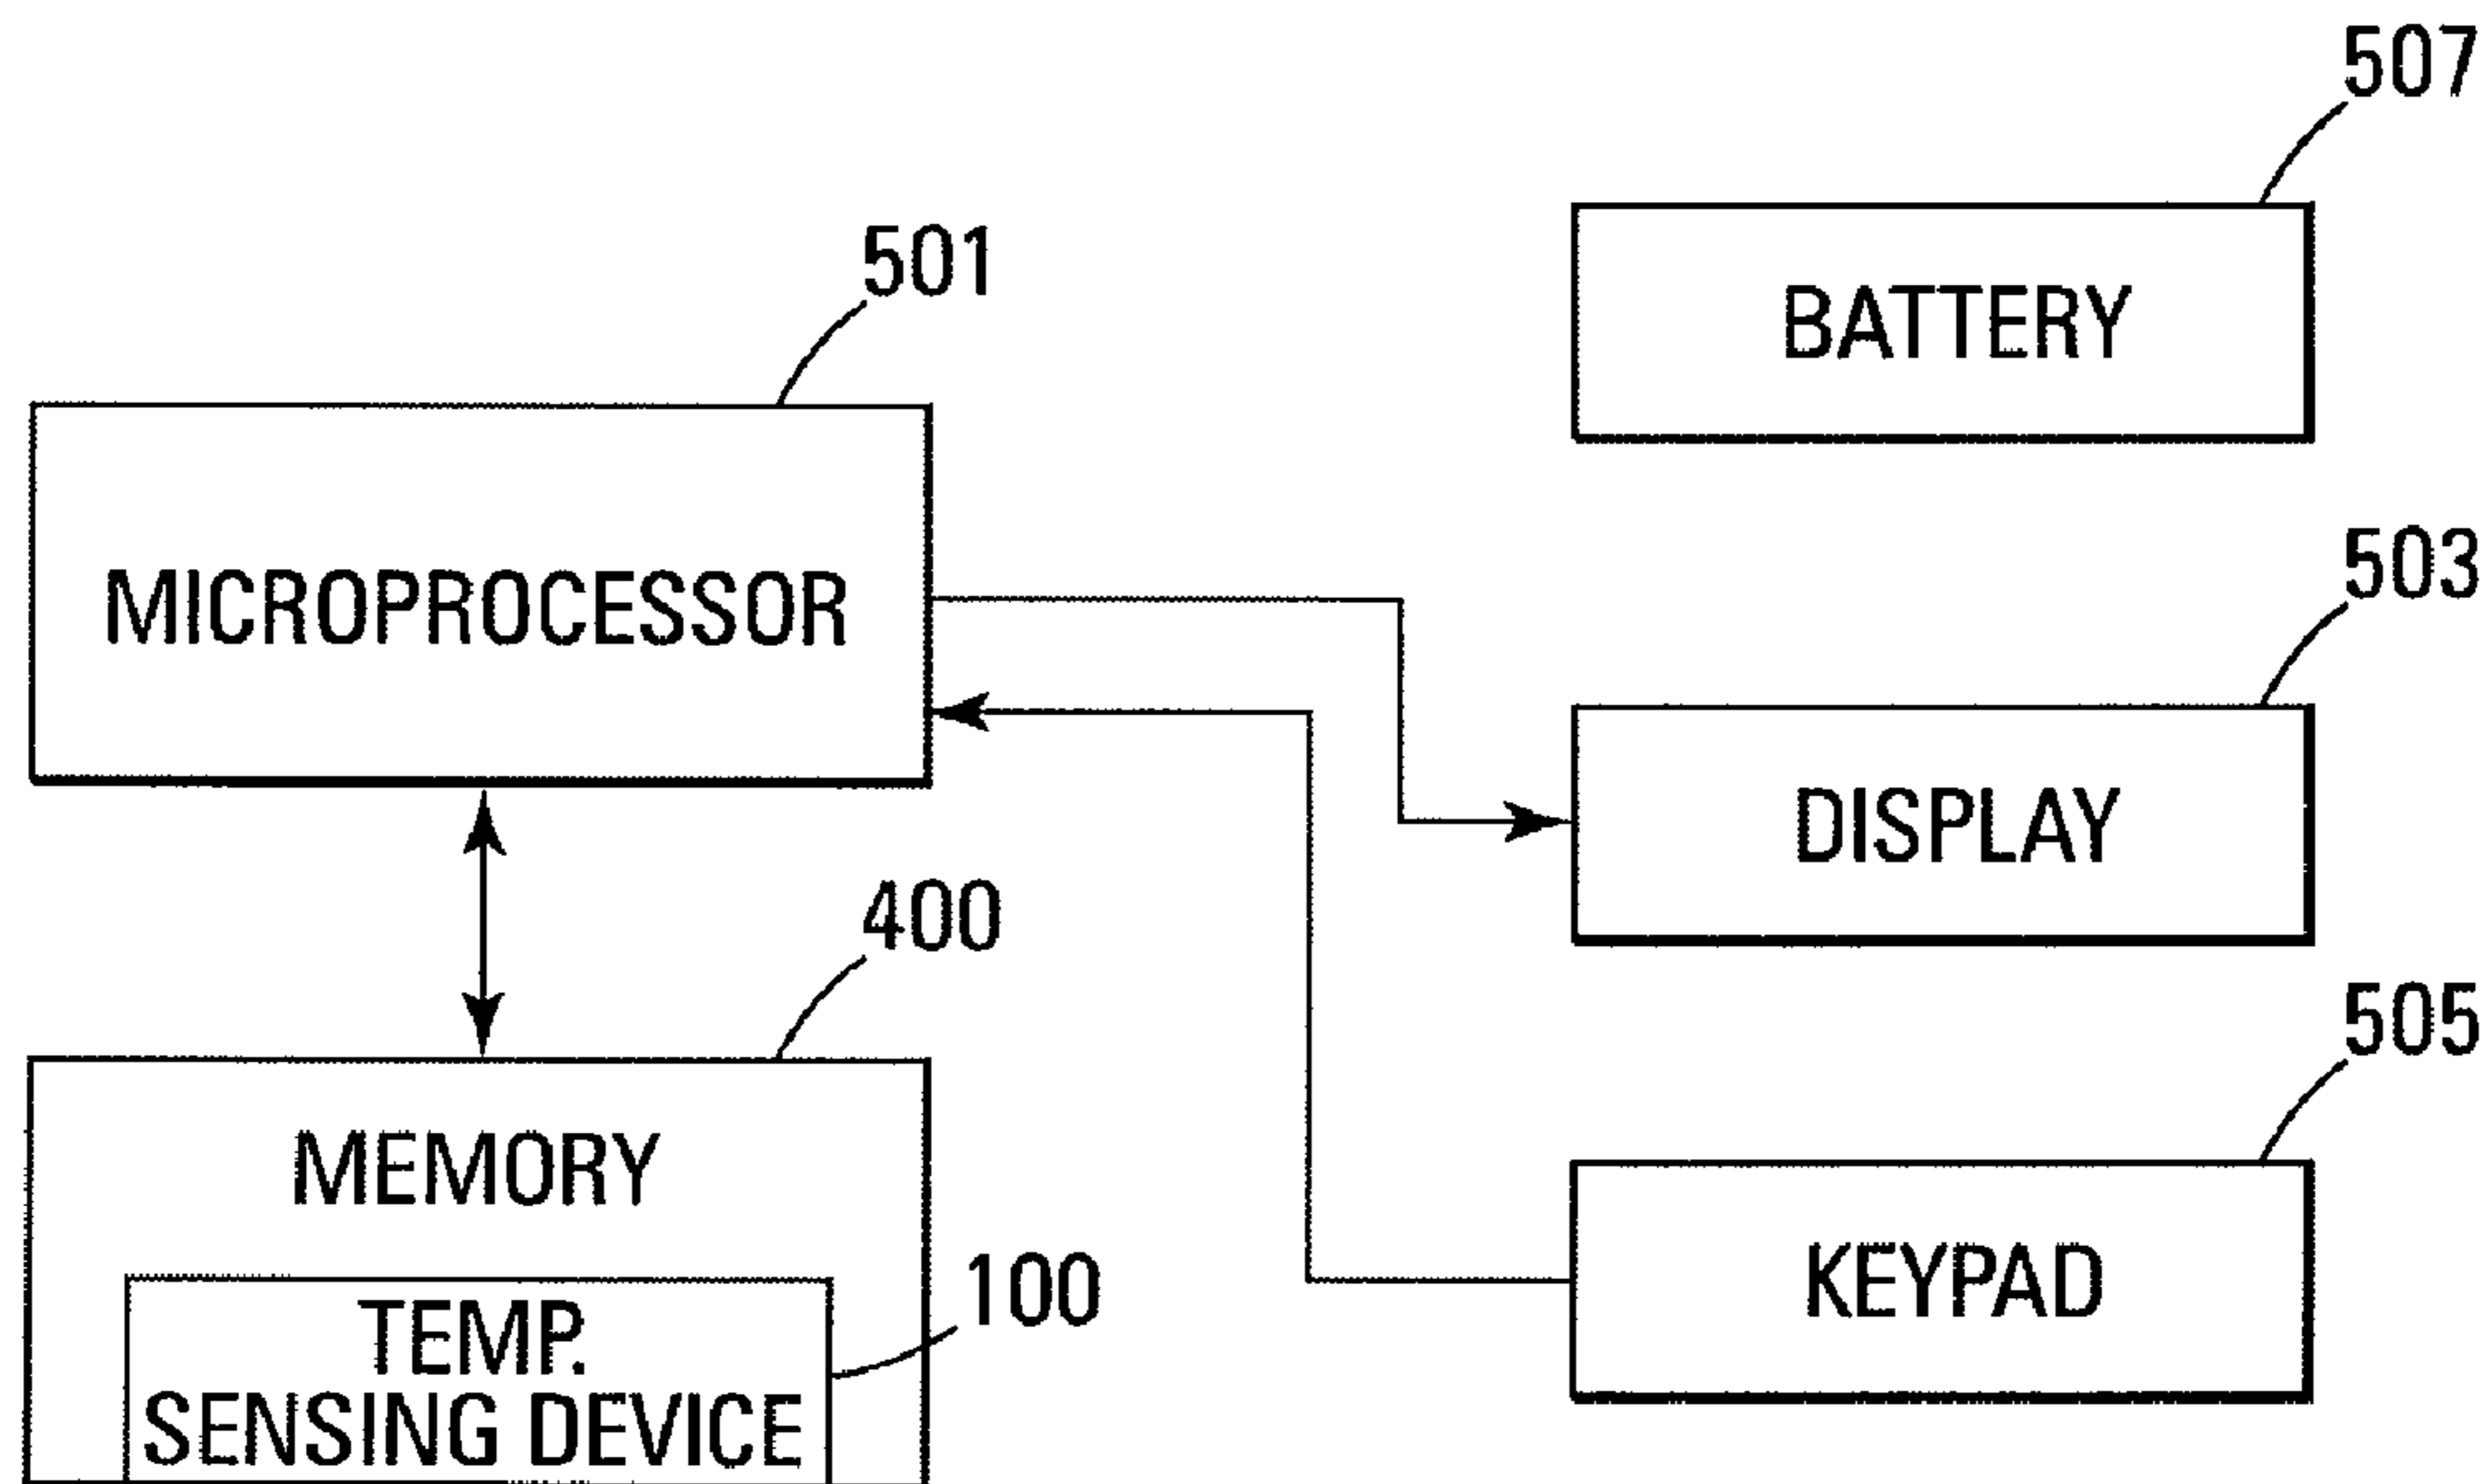 507
BATTERY
501
MICROPROCESSOR
503
DISPLAY
400
MEMORY
505
KEYPAD
100
TEMP.
SENSING DEVICE